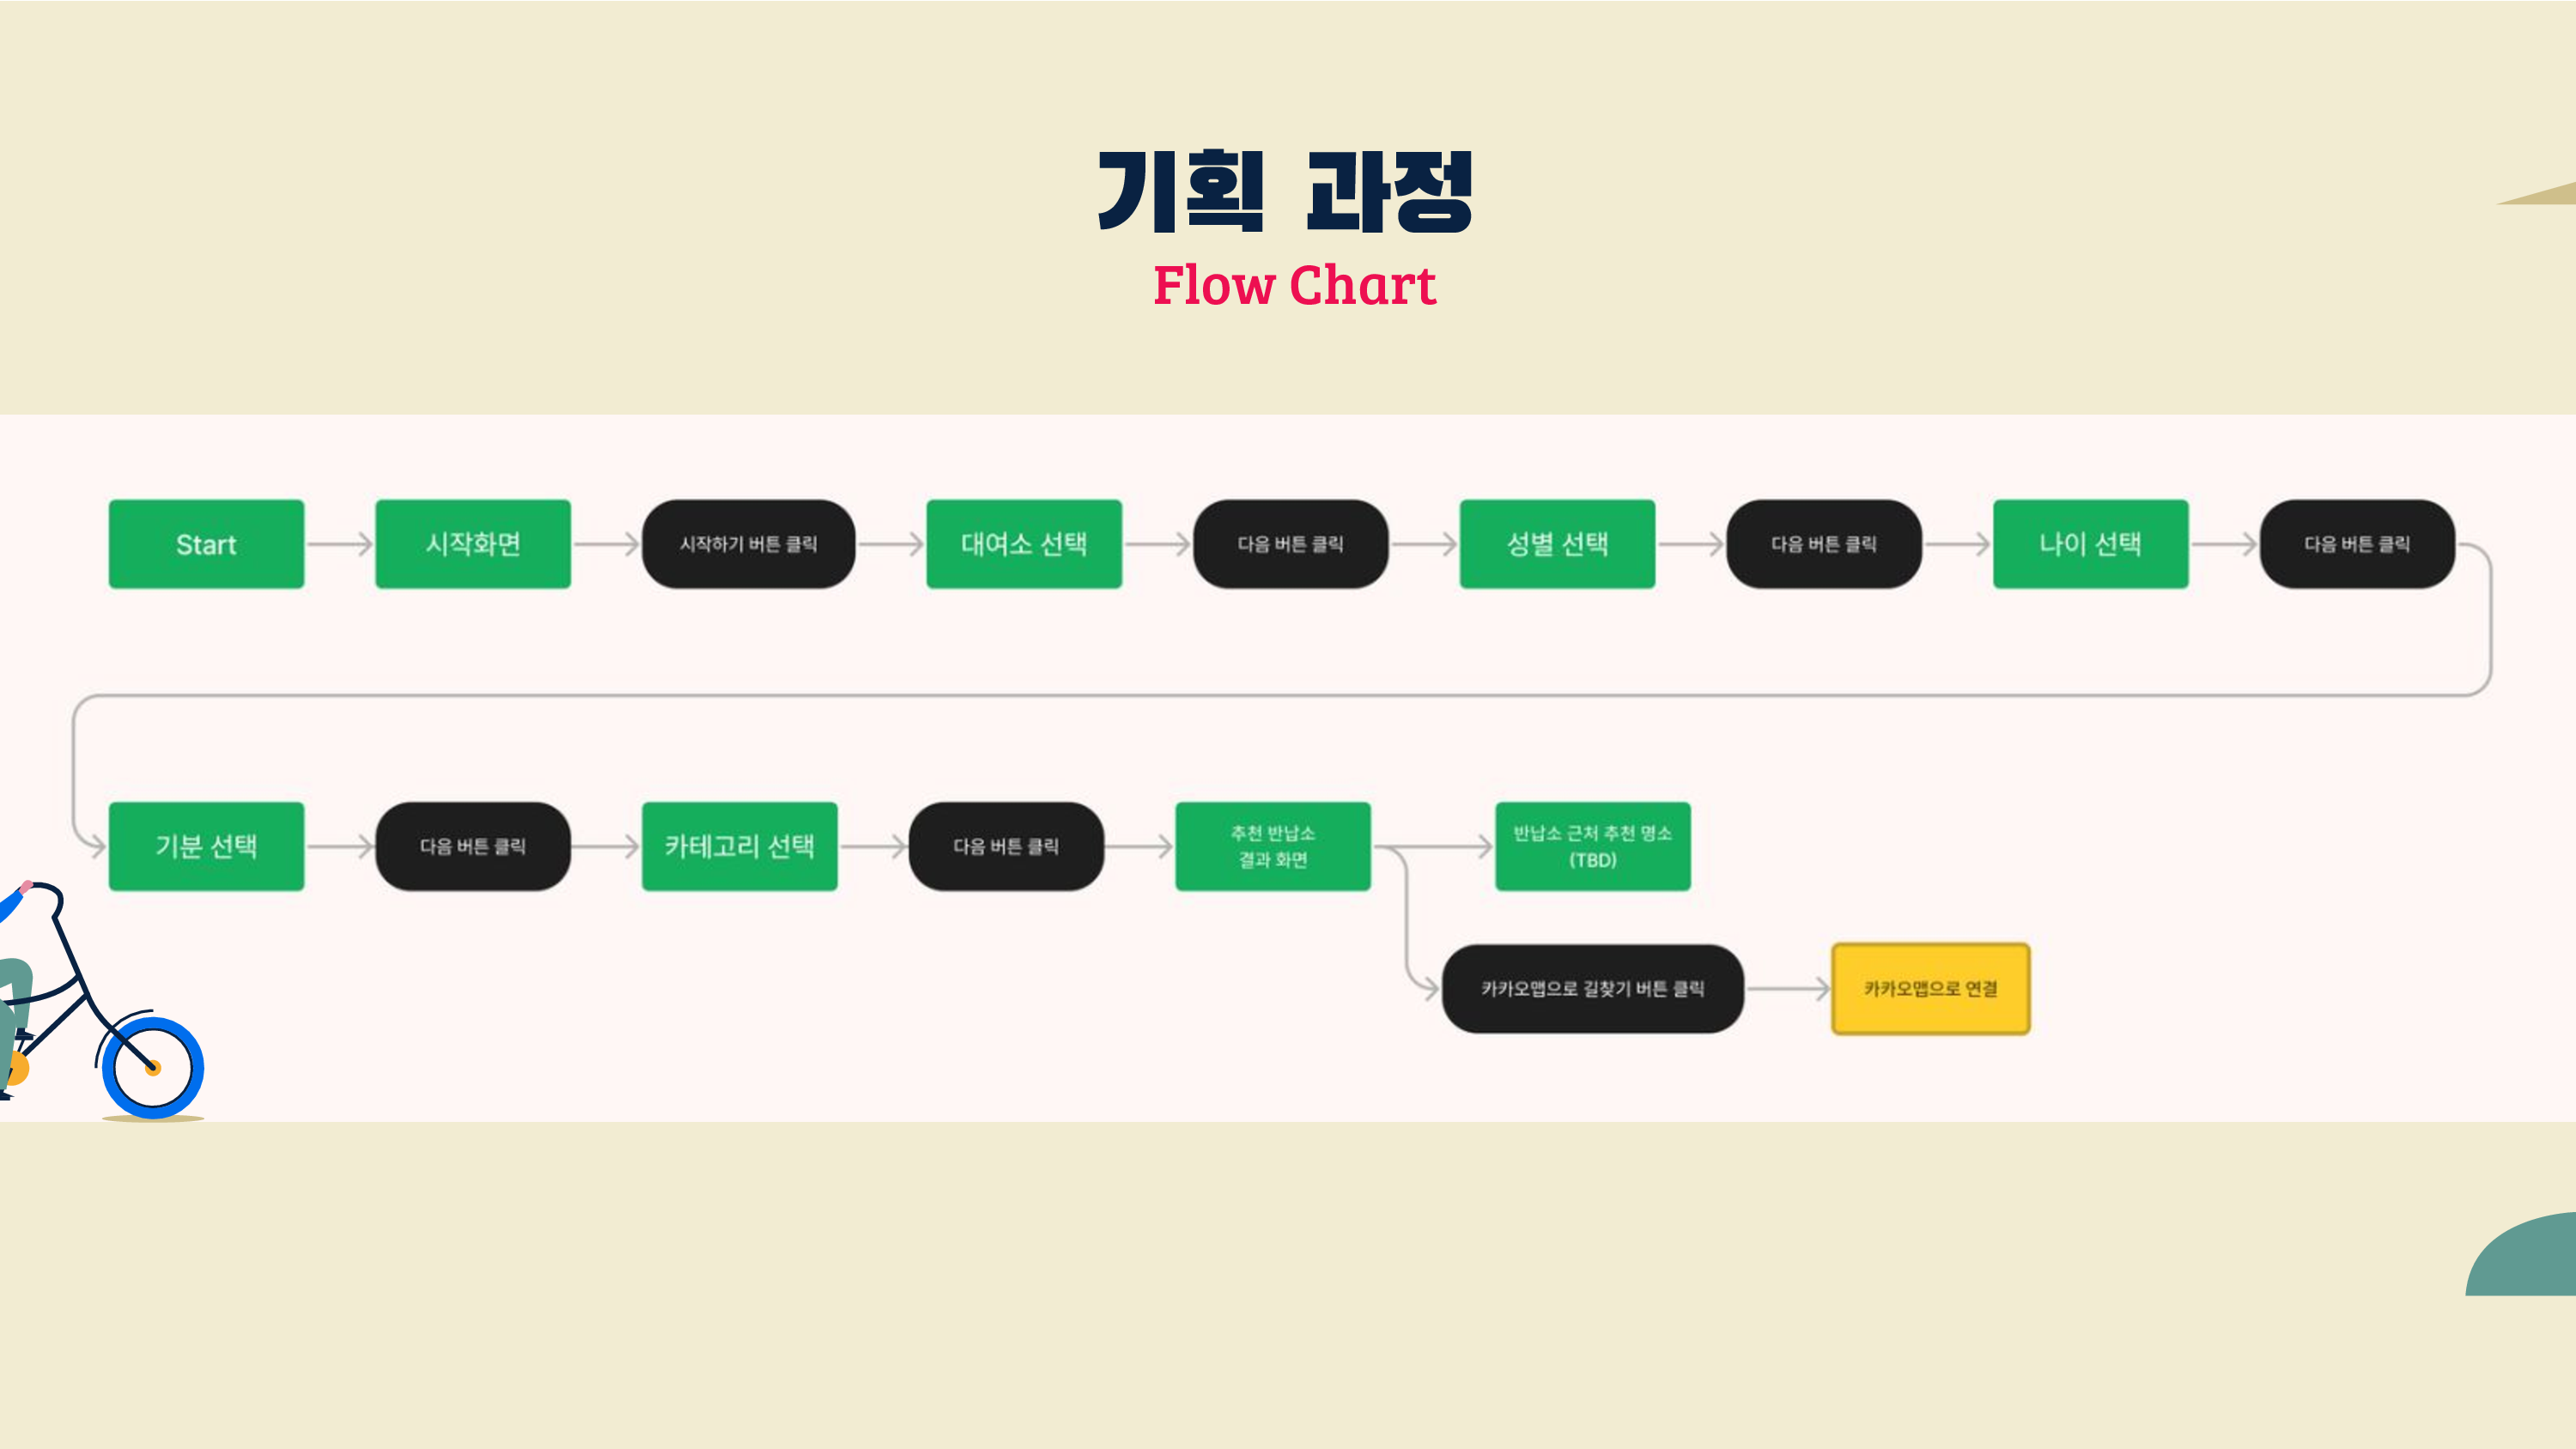 기획 과정
Flow Chart
Start
시작화면
시작하기 버튼 클릭
대여소 선택
다음 버튼 클릭
성별 선택
다음 버튼 클릭
나이 선택
다음 버튼 클릭
기분 선택
다음 버튼 클릭
카테고리 선택
다음 버튼 클릭
추천 반납소
결과 화면
반납소 근처 추천 명소
(TBD)
카카오맵으로 길찾기 버튼 클릭
카카오맵으로 연결